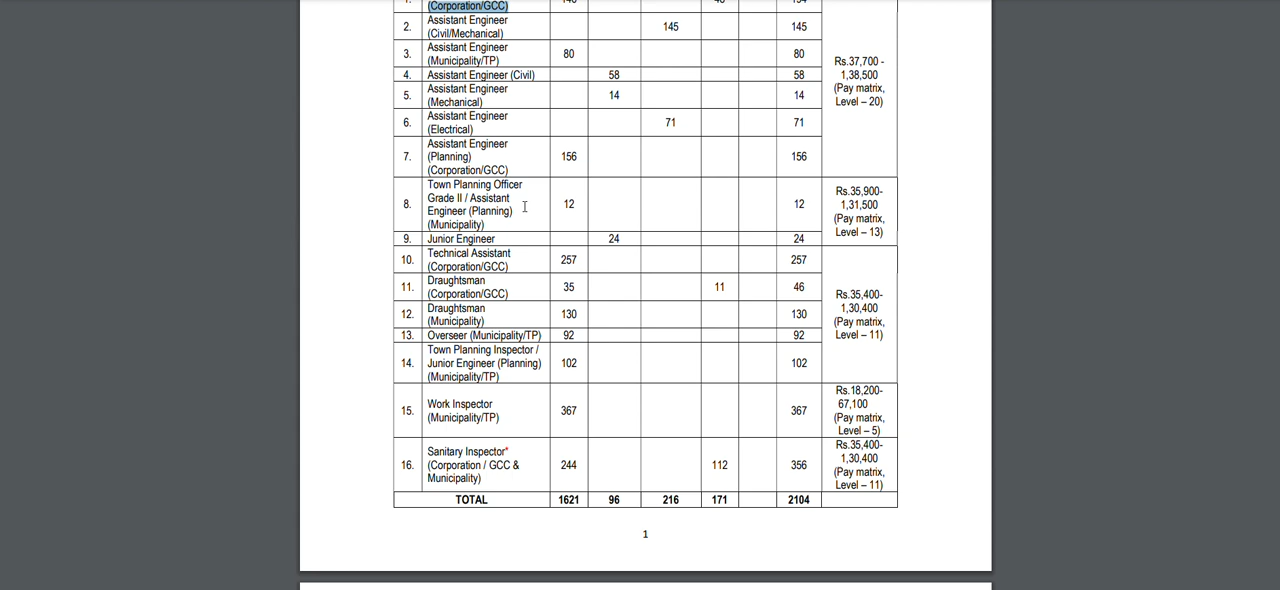 (Corporation/GCC)
2. Assistant Engineer (Civil/Mechanical) 145 145
3. Assistant Engineer (Municipality/TP) 80 80
4. Assistant Engineer (Civil) 58 58
5. Assistant Engineer (Mechanical) 14 14
6. Assistant Engineer (Electrical) 71 71
7. Assistant Engineer (Planning) (Corporation/GCC) 156 156
Rs.37,700 -
1,38,500
(Pay matrix,
Level – 20)
8. Town Planning Officer Grade II / Assistant Engineer (Planning) (Municipality) 12 12
9. Junior Engineer 24 24
Rs.35,900-
1,31,500
(Pay matrix,
Level – 13)
10. Technical Assistant (Corporation/GCC) 257 257
11. Draughtsman (Corporation/GCC) 35 11 46
12. Draughtsman (Municipality) 130 130
13. Overseer (Municipality/TP) 92 92
14. Town Planning Inspector / Junior Engineer (Planning) (Municipality/TP) 102 102
Rs.35,400-
1,30,400
(Pay matrix,
Level – 11)
15. Work Inspector (Municipality/TP) 367 367
Rs.18,200-
67,100
(Pay matrix,
Level – 5)
16. Sanitary Inspector* (Corporation / GCC & Municipality) 244 112 356
Rs.35,400-
1,30,400
(Pay matrix,
Level – 11)
TOTAL 1621 96 216 171 2104
1